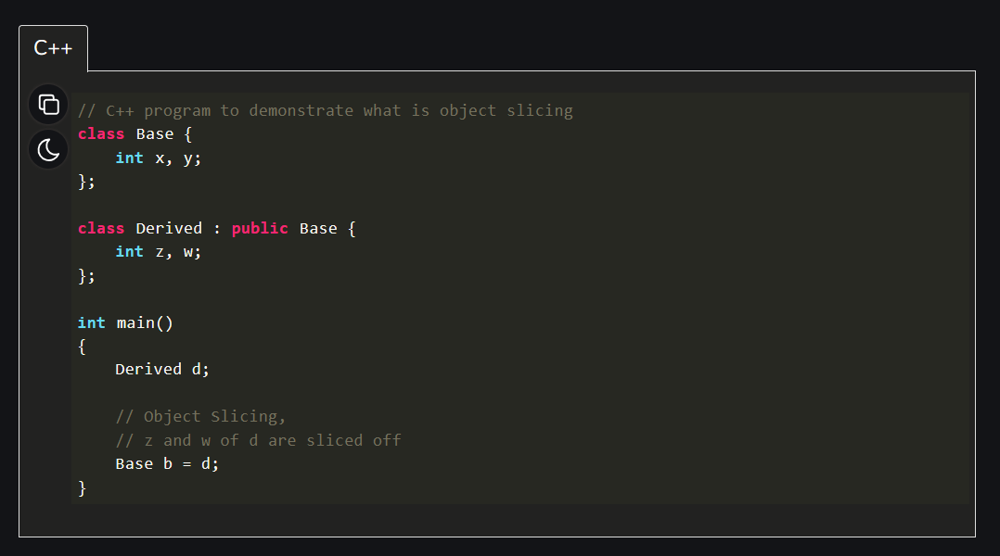 C++
// C++ program to demonstrate what is object slicing
class Base {
    int x, y;
};
class Derived : public Base {
    int z, w;
};
int main()
{
    Derived d;
    // Object Slicing,
    // z and w of d are sliced off
    Base b = d;
}